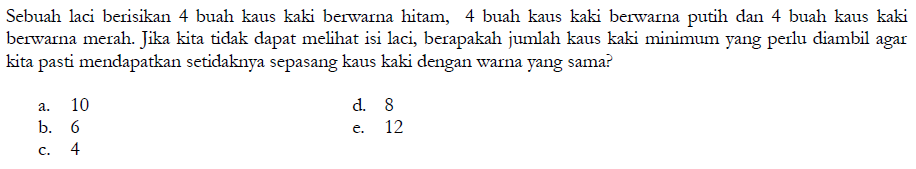 Sebuah laci berisikan 4 buah kaus kaki berwarna hitam, 4 buah kaus kaki berwarna putih dan 4 buah kaus kaki
berwarna merah. Jika kita tidak dapat melihat isi laci, berapakah jumlah kaus kaki minimum yang perlu diambil agar
kita pasti mendapatkan setidaknya sepasang kaus kaki dengan warna yang sama?
a. 10
b. 6
c. 4
d. 8
e. 12